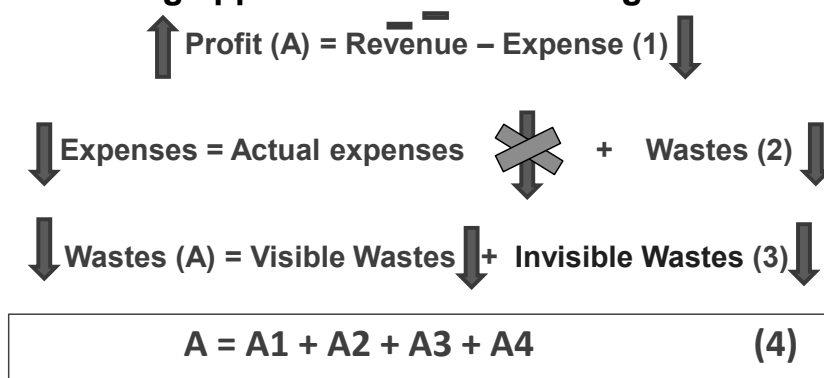 Profit (A) = Revenue – Expense (1)
Expenses = Actual expenses + Wastes (2)
Wastes (A) = Visible Wastes + Invisible Wastes (3)
A = A1 + A2 + A3 + A4 (4)